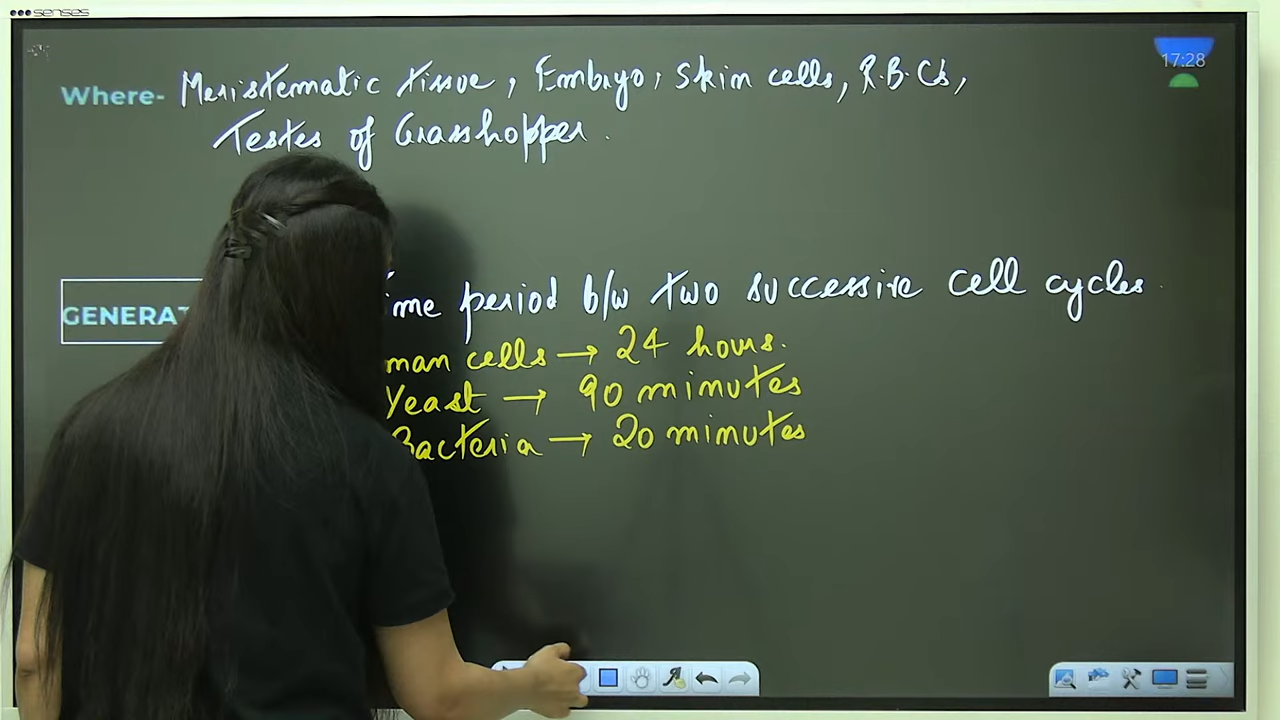 senses
17:28
Where- Meristematic tissue, Embryo, Skin cells, R.B.Cs,
Testes of Grasshopper.
GENERAT
ime period b/w two successive cell cycles.
man cells → 24 hours.
Yeast → 90 minutes
Bacteria → 20 minutes